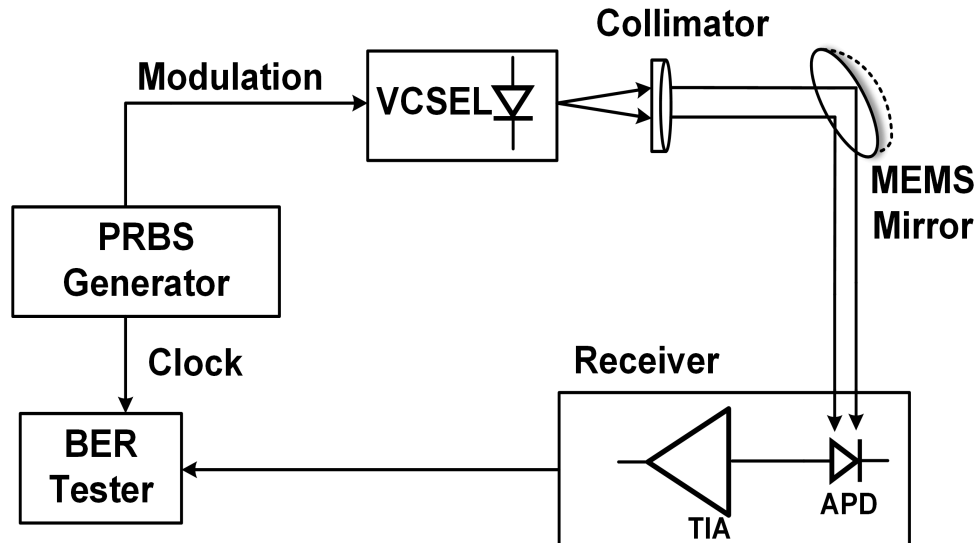 Collimator
Modulation
VCSEL
MEMS
Mirror
PRBS
Generator
Clock
Receiver
BER
Tester
APD
TIA